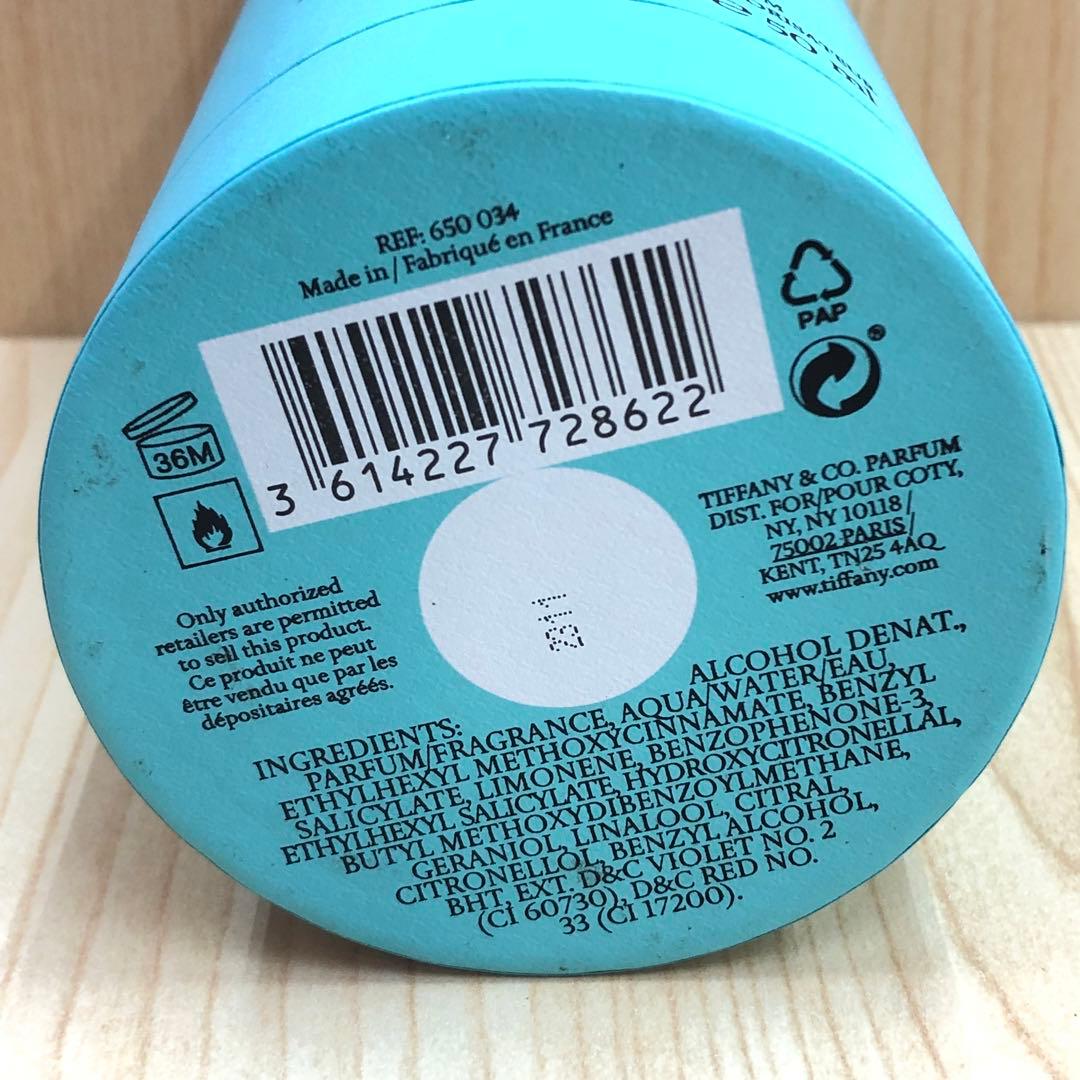 50 ml
REF: 650 034
Made in / Fabriqué en France
3 614227 728622
PAP
®
36M
TIFFANY & CO. PARFUM
DIST. FOR/POUR COTY,
NY, NY 10118 /
75002 PARIS /
KENT, TN25 4AQ
www.tiffany.com
Only authorized
retailers are permitted
to sell this product.
Ce produit ne peut
être vendu que par les
dépositaires agréés.
INGREDIENTS: ALCOHOL DENAT.,
PARFUM/FRAGRANCE, AQUA/WATER/EAU,
ETHYLHEXYL METHOXYCINNAMATE, BENZYL
SALICYLATE, LIMONENE, BENZOPHENONE-3,
ETHYLHEXYL SALICYLATE, HYDROXYCITRONELLAL,
BUTYL METHOXYDIBENZOYLMETHANE,
GERANIOL, LINALOOL, CITRAL,
CITRONELLOL, BENZYL ALCOHOL,
BHT, EXT. D&C VIOLET NO. 2
(CI 60730), D&C RED NO.
33 (CI 17200).